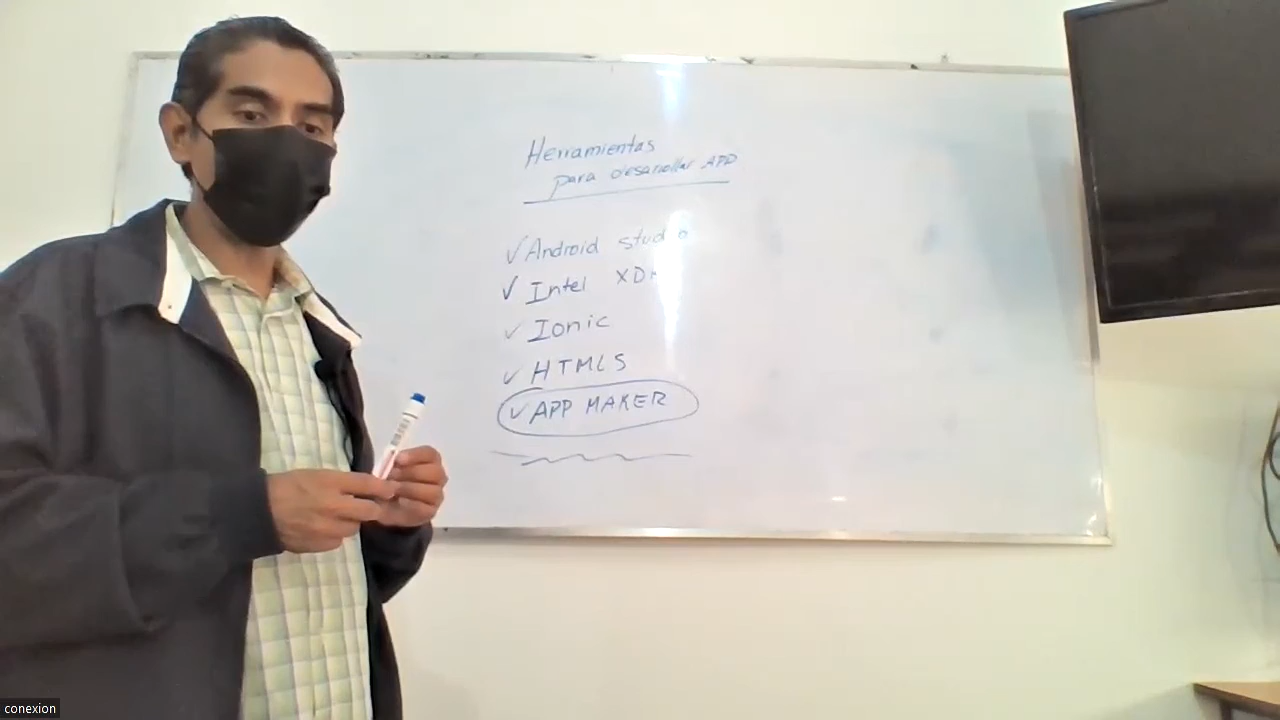 Herramientas
para desarrollar APP
✓ Android studio
✓ Intel XDK
✓ Ionic
✓ HTML5
✓ APP MAKER
conexion